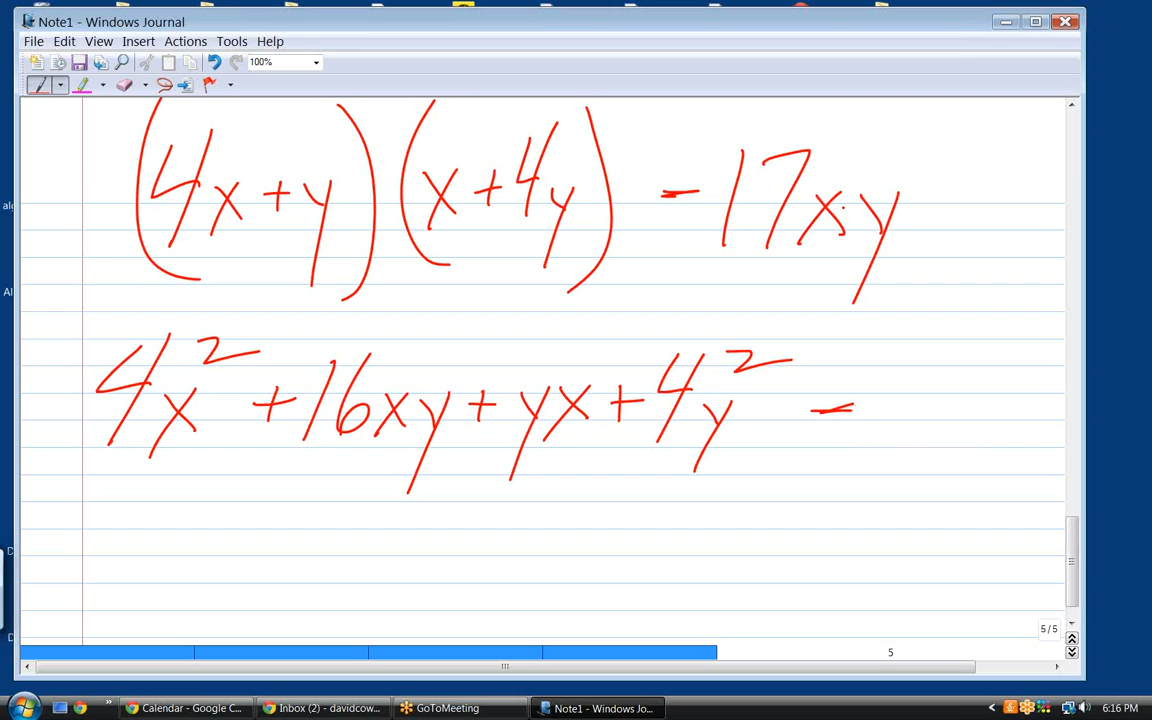 Note1 - Windows Journal
File Edit View Insert Actions Tools Help
100%
(4x+y)(x+4y) -17xy
4x² +16xy+yx+4y² -
5/5
5
Calendar - Google C...
Inbox (2) - davidcow...
GoToMeeting
Note1 - Windows Jo...
6:16 PM